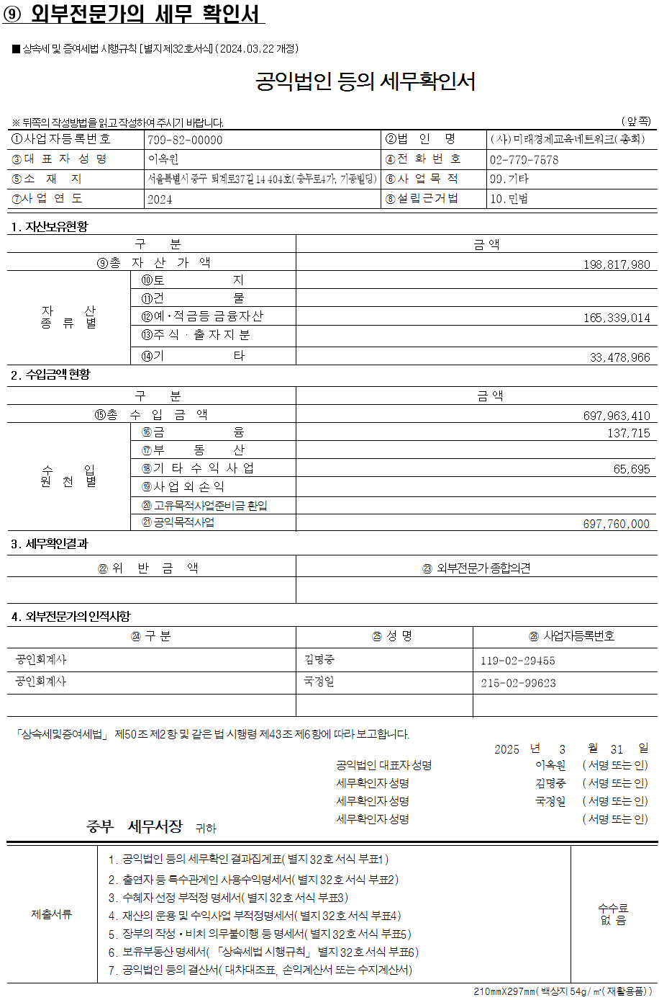 ⑨ 외부전문가의 세무 확인서
■ 상속세 및 증여세법 시행규칙 [별지 제32호서식] (2024.03.22 개정)
공익법인 등의 세무확인서
※ 뒤쪽의 작성방법을 읽고 작성하여 주시기 바랍니다. (앞 쪽)
①사업자등록번호 799-82-00090 ②법 인 명 (사)미래경제교육네트워크(총회)
③대 표 자 성 명 이옥원 ④전 화 번 호 02-779-7578
⑤소 재 지 서울특별시 중구 퇴계로37길 14 404호(충무로4가, 기종빌딩) ⑥사 업 목 적 99.기타
⑦사 업 연 도 2024 ⑧설립근거법 10.민법
1. 자산보유현황
구 분 금 액
⑨총 자 산 가 액 198,817,980
자 산 종 류 별
⑩토 지
⑪건 물
⑫예·적금등 금융자산 165,339,014
⑬주 식 · 출 자 지 분
⑭기 타 33,478,966
2. 수입금액 현황
구 분 금 액
⑮총 수 입 금 액 697,963,410
수 입 원 천 별
⑯금 융 137,715
⑰부 동 산
⑱기 타 수 익 사 업 65,695
⑲사 업 외 손 익
⑳고유목적사업준비금 환입
㉑공익목적사업 697,760,000
3. 세무확인결과
㉒ 위 반 금 액 ㉓ 외부전문가 종합의견
4. 외부전문가의 인적사항
㉔ 구 분 ㉕ 성 명 ㉖ 사업자등록번호
공인회계사 김명중 119-02-29455
공인회계사 국정일 215-02-99623
「상속세및증여세법」 제50조 제2항 및 같은 법 시행령 제43조 제6항에 따라 보고합니다.
2025 년 3 월 31 일
공익법인 대표자 성명 이옥원 (서명 또는 인)
세무확인자 성명 김명중 (서명 또는 인)
세무확인자 성명 국정일 (서명 또는 인)
세무확인자 성명 (서명 또는 인)
중부 세무서장 귀하
제출서류
1. 공익법인 등의 세무확인 결과집계표(별지 32호 서식 부표1)
2. 출연자 등 특수관계인 사용수익명세서(별지 32호 서식 부표2)
3. 수혜자 선정 부적정 명세서(별지 32호 서식 부표3)
4. 재산의 운용 및 수익사업 부적정명세서(별지 32호 서식 부표4)
5. 장부의 작성·비치 의무불이행 등 명세서(별지 32호 서식 부표5)
6. 보유부동산 명세서(「상속세법 시행규칙」 별지 32호 서식 부표6)
7. 공익법인 등의 결산서(대차대조표, 손익계산서 또는 수지계산서)
수수료
없 음
210mmX297mm(백상지 54g/㎡(재활용품))